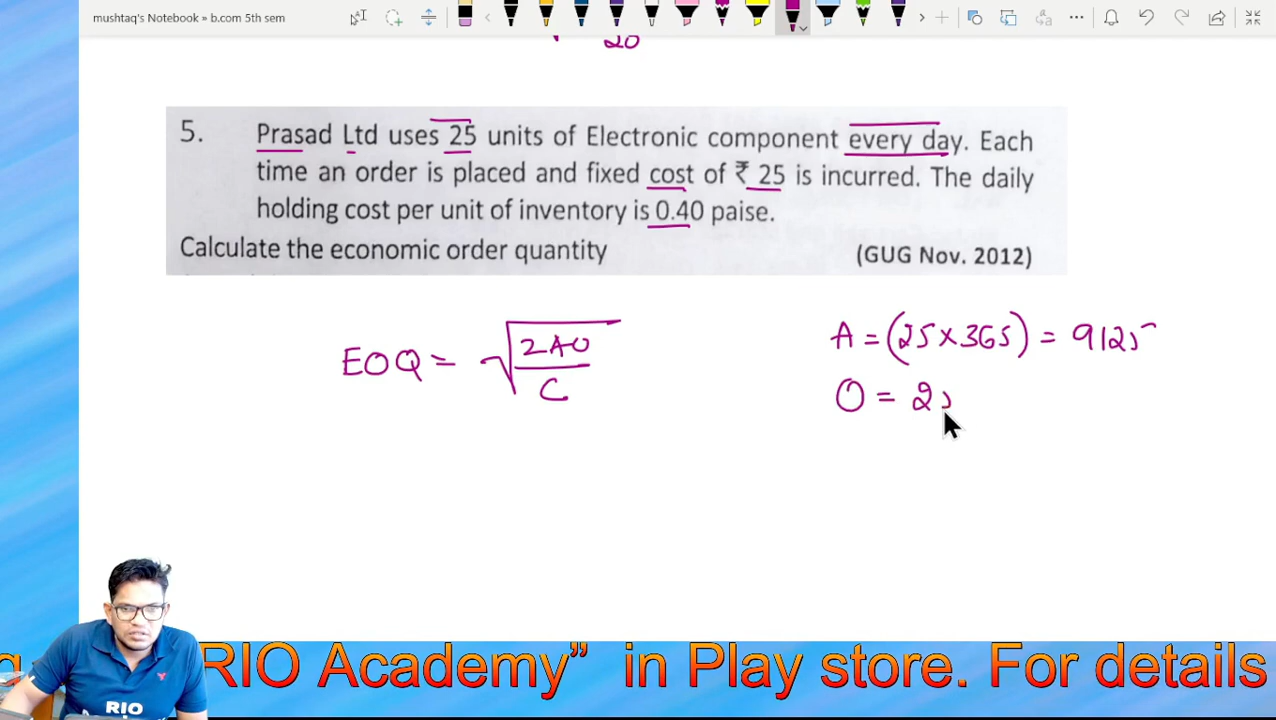 mushtaq's Notebook » b.com 5th sem
20
5. Prasad Ltd uses 25 units of Electronic component every day. Each
time an order is placed and fixed cost of ₹ 25 is incurred. The daily
holding cost per unit of inventory is 0.40 paise.
Calculate the economic order quantity (GUG Nov. 2012)
EOQ = √2AO/C
A = (25×365) = 9125
O = 25
RIO Academy” in Play store. For details
RIO